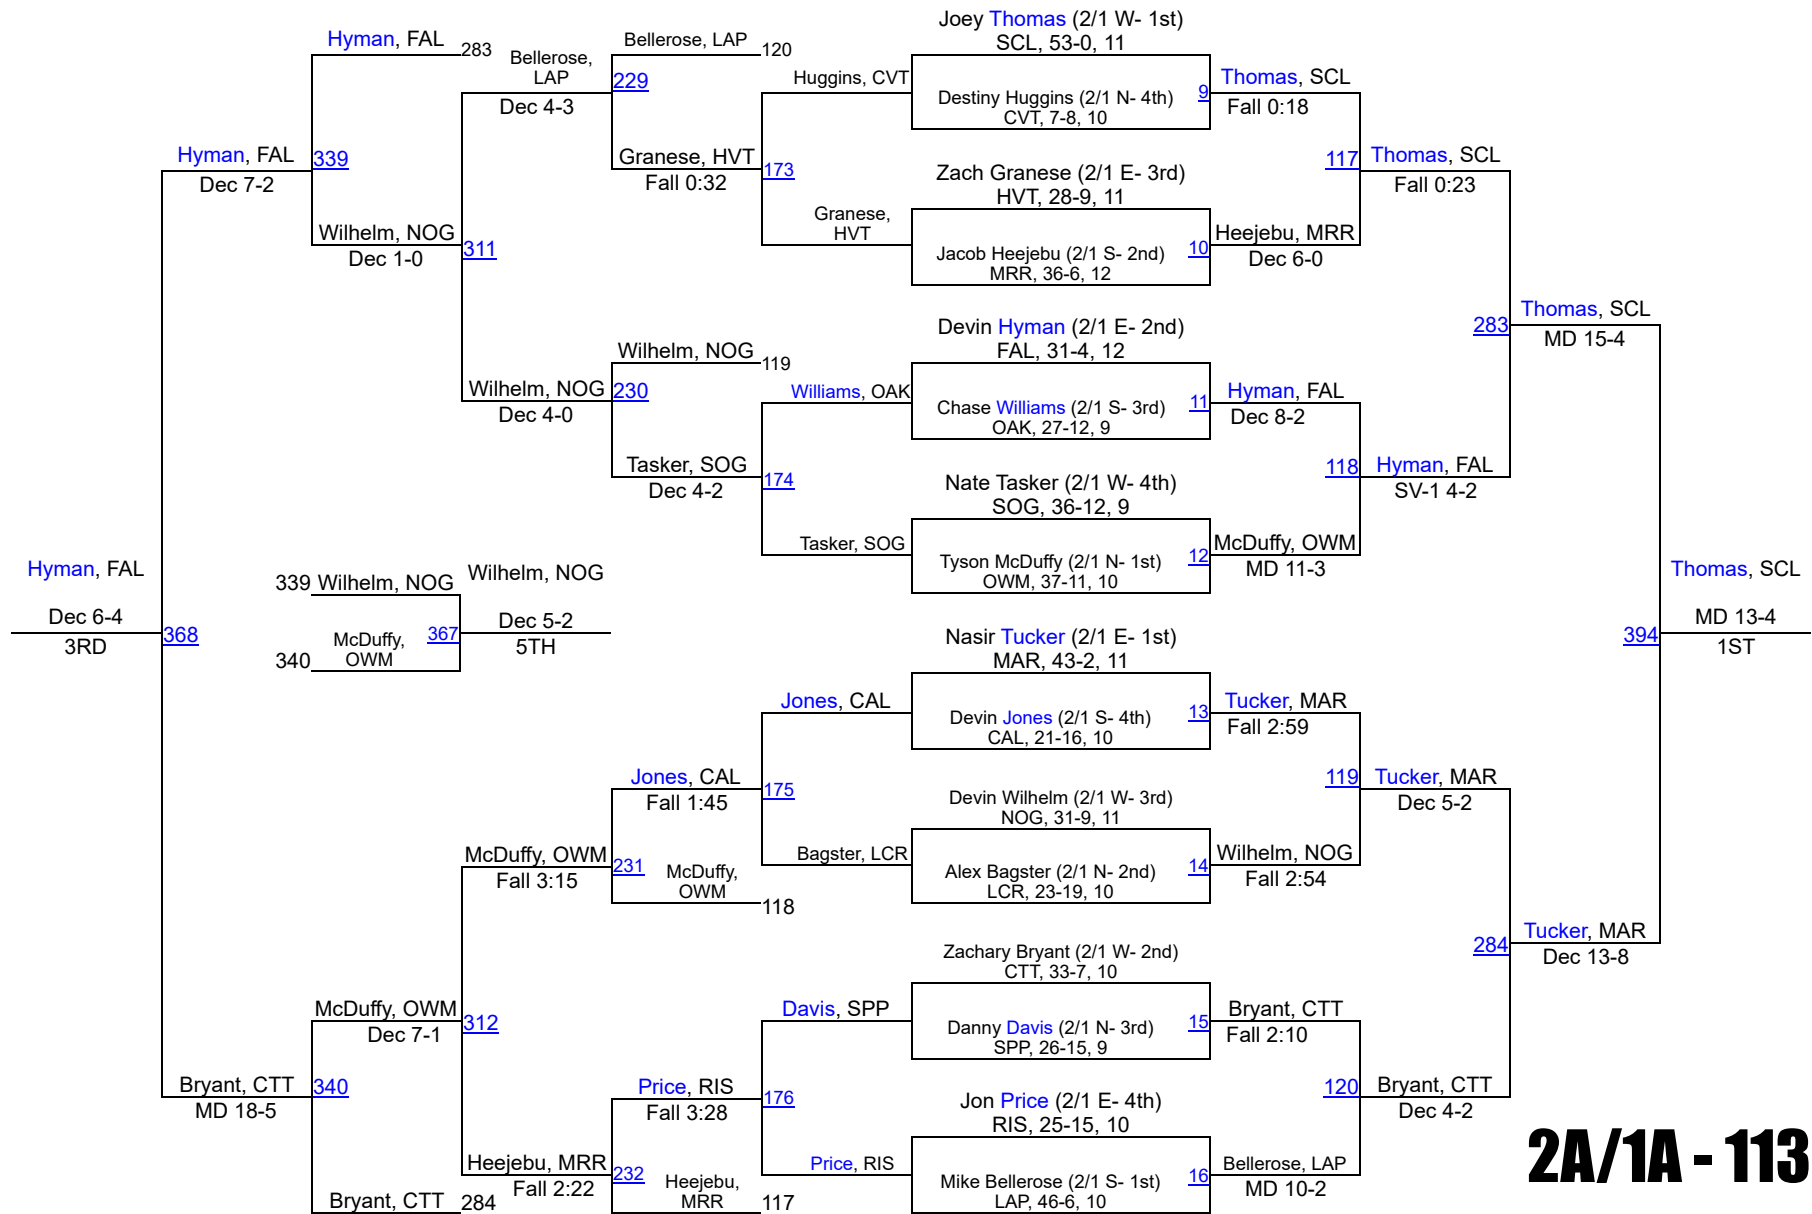 Joey Thomas (2/1 W- 1st)
SCL, 53-0, 11
Hyman, FAL
283
Bellerose, LAP
120
Bellerose,
LAP
229
Dec 4-3
Huggins, CVT
Destiny Huggins (2/1 N- 4th)
CVT, 7-8, 10
9
Thomas, SCL
Fall 0:18
Hyman, FAL
Dec 7-2
339
Granese, HVT
Fall 0:32
173
Zach Granese (2/1 E- 3rd)
HVT, 28-9, 11
117
Thomas, SCL
Fall 0:23
Wilhelm, NOG
Dec 1-0
311
Granese,
HVT
Jacob Heejebu (2/1 S- 2nd)
MRR, 36-6, 12
10
Heejebu, MRR
Dec 6-0
Devin Hyman (2/1 E- 2nd)
FAL, 31-4, 12
283
Thomas, SCL
MD 15-4
Wilhelm, NOG
119
Wilhelm, NOG
Dec 4-0
230
Williams, OAK
Chase Williams (2/1 S- 3rd)
OAK, 27-12, 9
11
Hyman, FAL
Dec 8-2
Tasker, SOG
Dec 4-2
174
Nate Tasker (2/1 W- 4th)
SOG, 36-12, 9
118
Hyman, FAL
SV-1 4-2
Tasker, SOG
Tyson McDuffy (2/1 N- 1st)
OWM, 37-11, 10
12
McDuffy, OWM
MD 11-3
Hyman, FAL
Dec 6-4
3RD
368
339
Wilhelm, NOG
Wilhelm, NOG
McDuffy,
OWM
340
367
Dec 5-2
5TH
Nasir Tucker (2/1 E- 1st)
MAR, 43-2, 11
394
Thomas, SCL
MD 13-4
1ST
Jones, CAL
Devin Jones (2/1 S- 4th)
CAL, 21-16, 10
13
Tucker, MAR
Fall 2:59
Jones, CAL
Fall 1:45
175
Devin Wilhelm (2/1 W- 3rd)
NOG, 31-9, 11
119
Tucker, MAR
Dec 5-2
McDuffy, OWM
Fall 3:15
231
McDuffy,
OWM
118
Bagster, LCR
Alex Bagster (2/1 N- 2nd)
LCR, 23-19, 10
14
Wilhelm, NOG
Fall 2:54
Zachary Bryant (2/1 W- 2nd)
CTT, 33-7, 10
284
Tucker, MAR
Dec 13-8
McDuffy, OWM
Dec 7-1
312
Davis, SPP
Danny Davis (2/1 N- 3rd)
SPP, 26-15, 9
15
Bryant, CTT
Fall 2:10
Bryant, CTT
MD 18-5
340
Price, RIS
Fall 3:28
176
Jon Price (2/1 E- 4th)
RIS, 25-15, 10
120
Bryant, CTT
Dec 4-2
Heejebu, MRR
Fall 2:22
232
Heejebu,
MRR
117
Price, RIS
Mike Bellerose (2/1 S- 1st)
LAP, 46-6, 10
16
Bellerose, LAP
MD 10-2
Bryant, CTT
284
2A/1A - 113